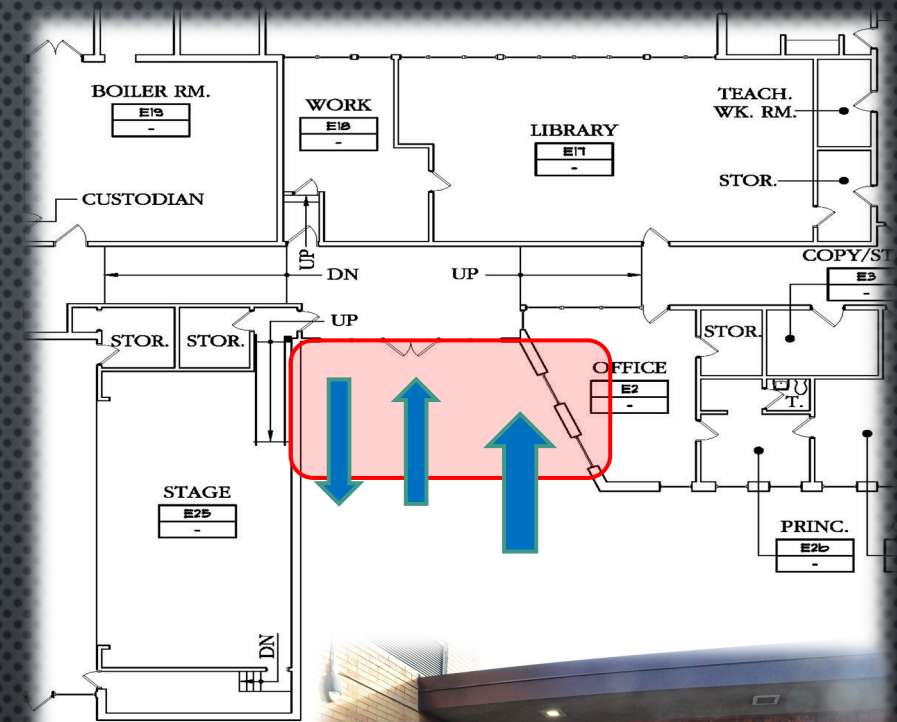 BOILER RM.
E19
-
WORK
E18
-
LIBRARY
E17
-
TEACH.
WK. RM.
STOR.
CUSTODIAN
UP
DN
UP
COPY/ST
E3
-
UP
STOR.
STOR.
STOR.
OFFICE
E2
-
T.
STAGE
E25
-
PRINC.
E2b
-
DN